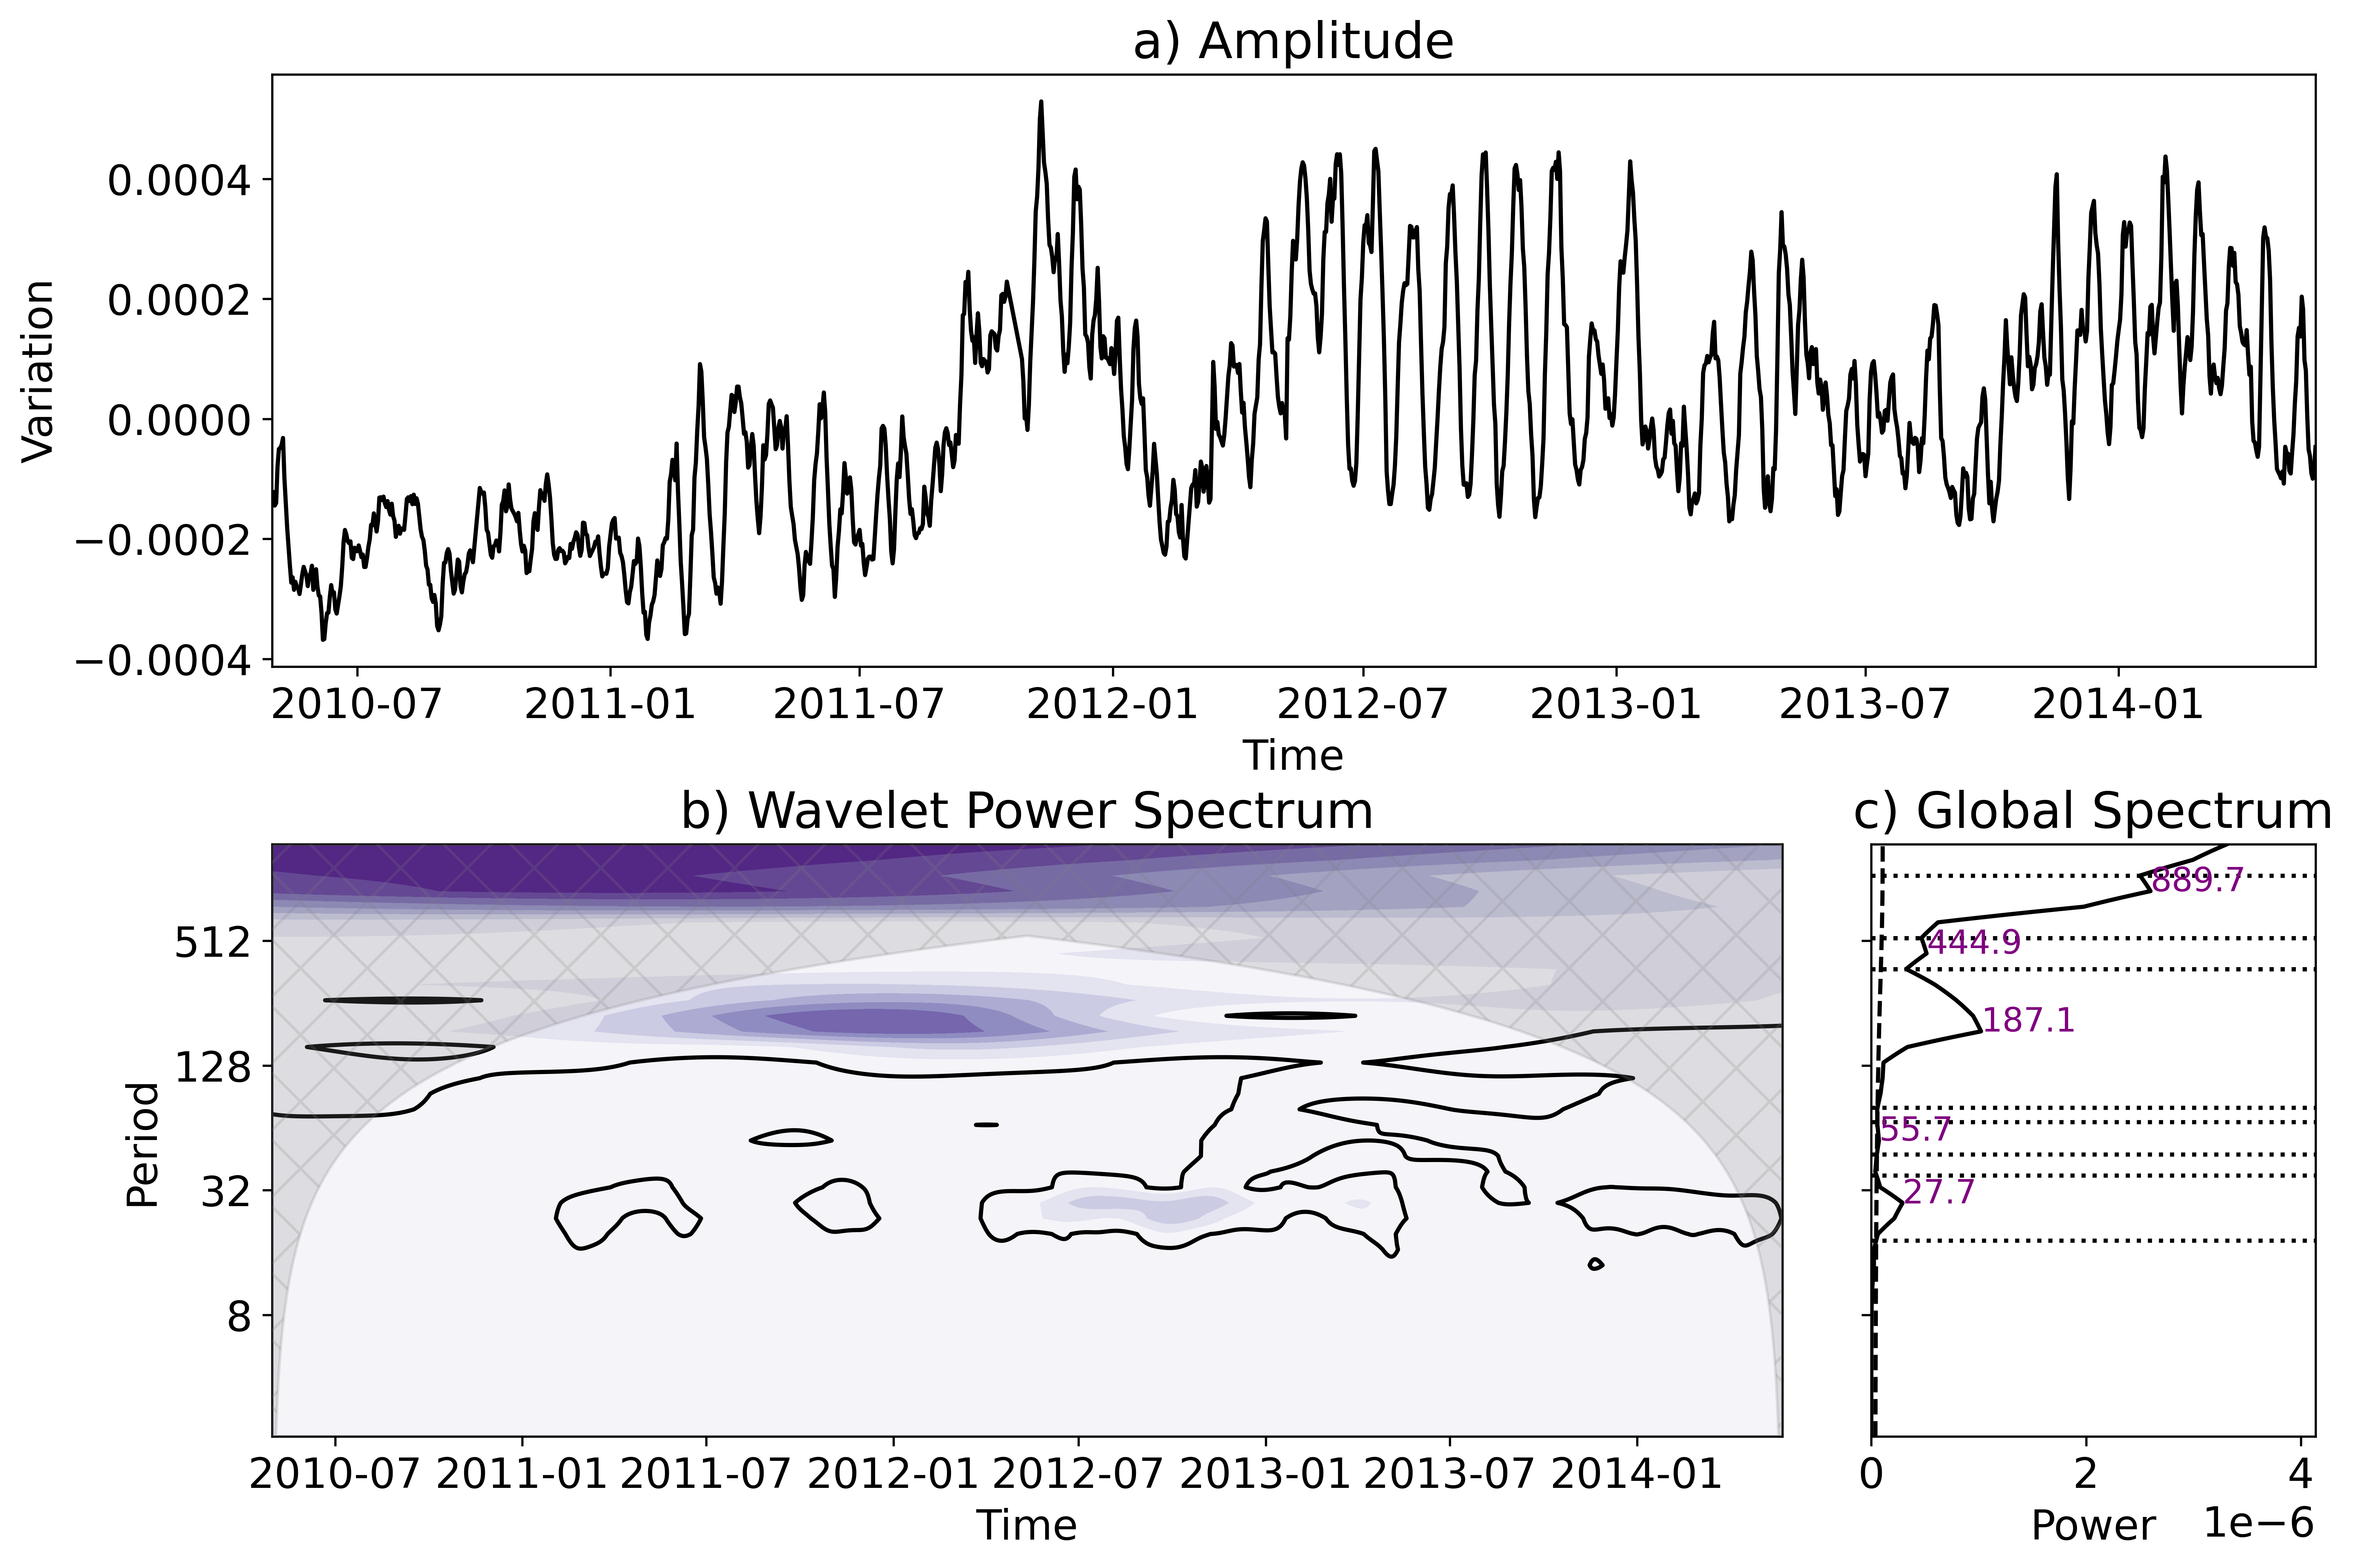 a) Amplitude
Variation
0.0004
0.0002
0.0000
−0.0002
−0.0004
2010-07 2011-01 2011-07 2012-01 2012-07 2013-01 2013-07 2014-01
Time
b) Wavelet Power Spectrum
Period
512
128
32
8
2010-07 2011-01 2011-07 2012-01 2012-07 2013-01 2013-07 2014-01
Time
c) Global Spectrum
889.7
444.9
187.1
55.7
27.7
0 2 4
Power 1e−6